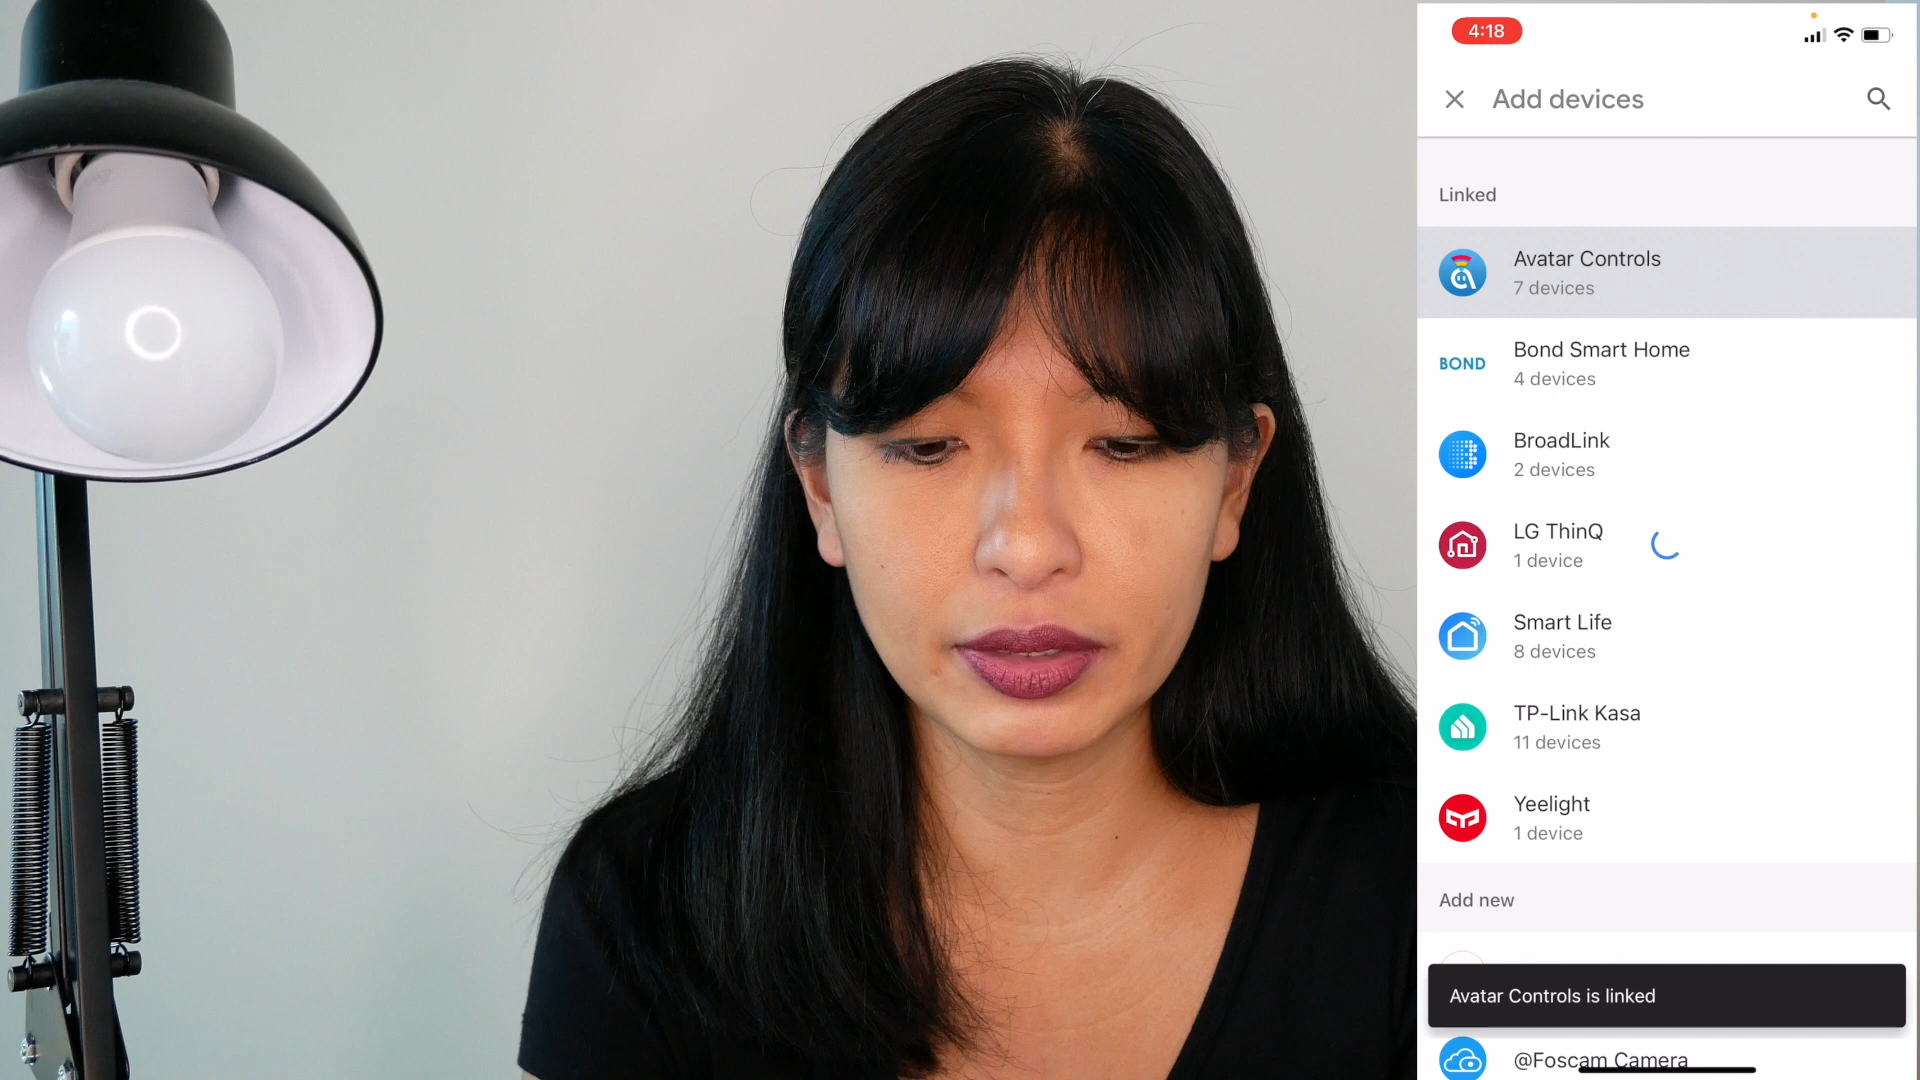 4:18
Add devices
Linked
Avatar Controls
7 devices
BOND
Bond Smart Home
4 devices
BroadLink
2 devices
LG ThinQ
1 device
Smart Life
8 devices
TP-Link Kasa
11 devices
Yeelight
1 device
Add new
Avatar Controls is linked
@Foscam Camera